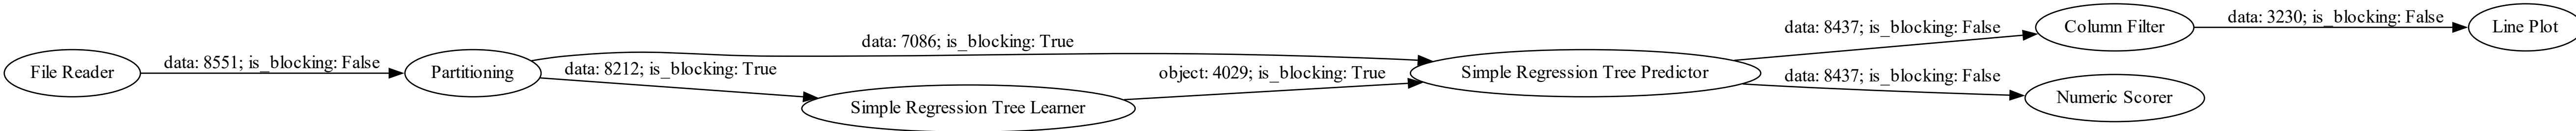 File Reader
data: 8551; is_blocking: False
Partitioning
data: 7086; is_blocking: True
data: 8212; is_blocking: True
Simple Regression Tree Learner
object: 4029; is_blocking: True
Simple Regression Tree Predictor
data: 8437; is_blocking: False
data: 8437; is_blocking: False
Column Filter
Numeric Scorer
data: 3230; is_blocking: False
Line Plot